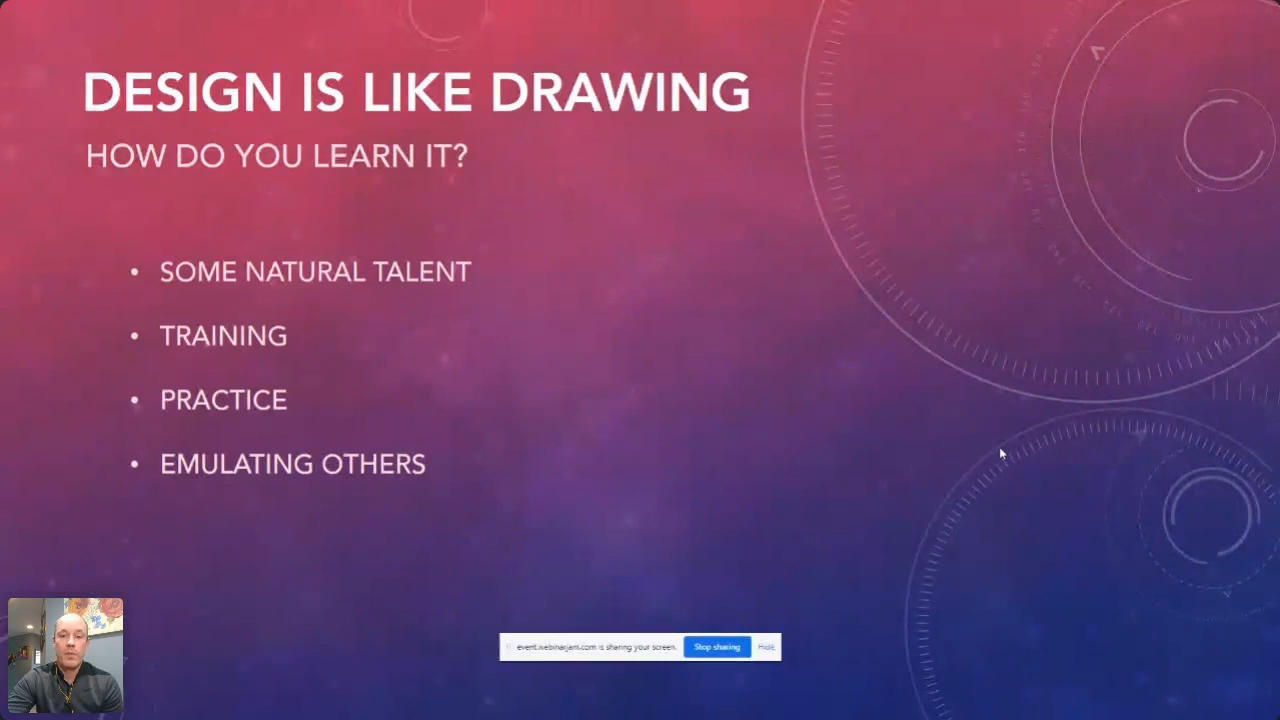 DESIGN IS LIKE DRAWING
HOW DO YOU LEARN IT?
• SOME NATURAL TALENT
• TRAINING
• PRACTICE
• EMULATING OTHERS
event.webinarjam.com is sharing your screen.
Stop sharing
Hide